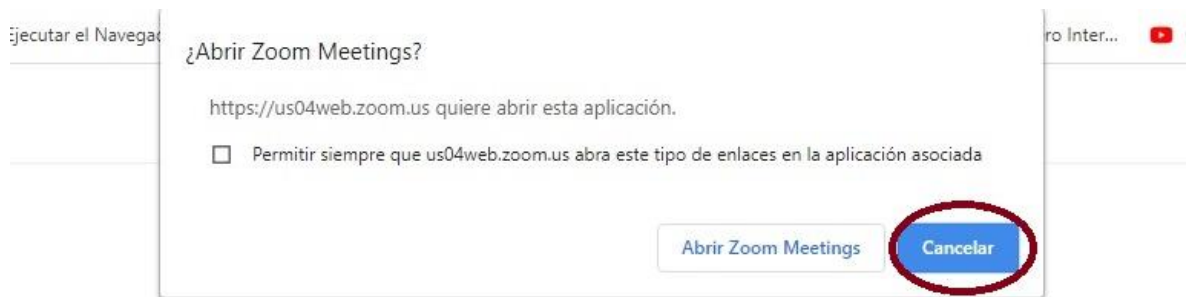 Ejecutar el Navegac
ro Inter...
¿Abrir Zoom Meetings?
https://us04web.zoom.us quiere abrir esta aplicación.
Permitir siempre que us04web.zoom.us abra este tipo de enlaces en la aplicación asociada
Abrir Zoom Meetings
Cancelar